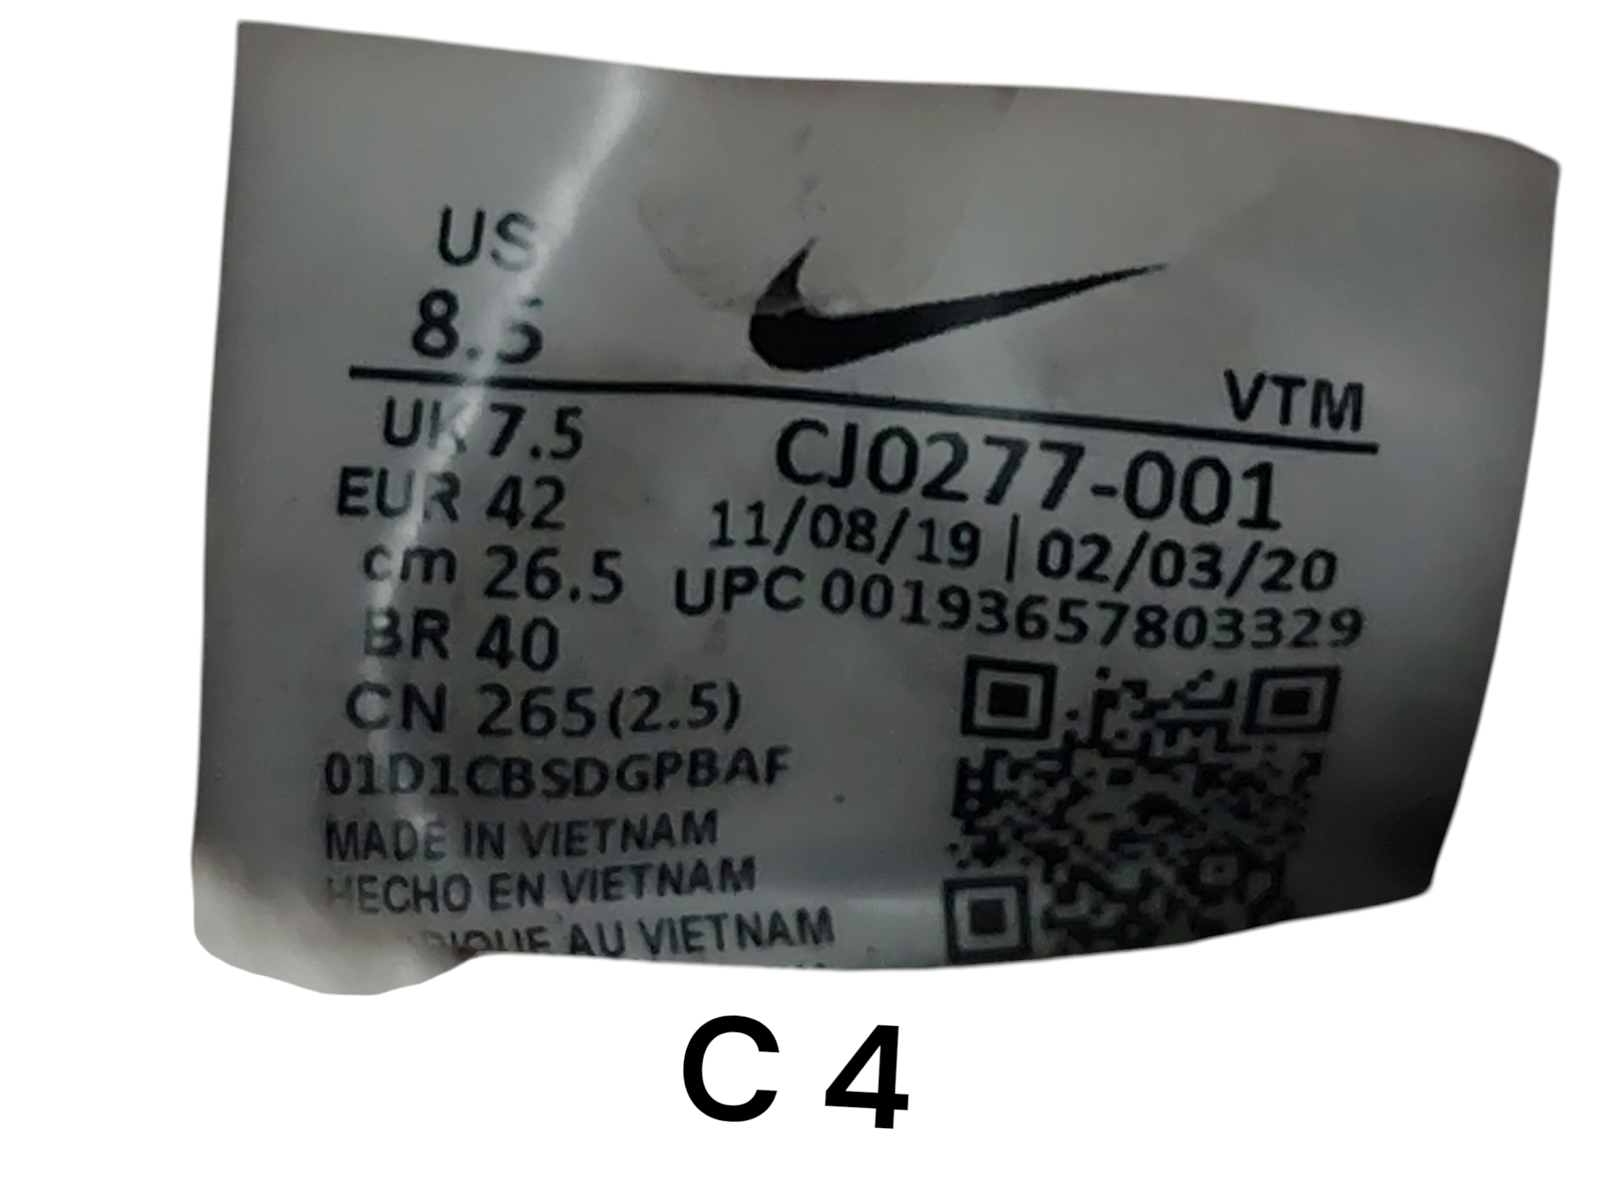 US
8.5
VTM
UK 7.5
EUR 42
cm 26.5
BR 40
CN 265(2.5)
01D1CBSDGPBAF
MADE IN VIETNAM
HECHO EN VIETNAM
AU VIETNAM
CJ0277-001
11/08/19 | 02/03/20
UPC 00193657803329
C 4